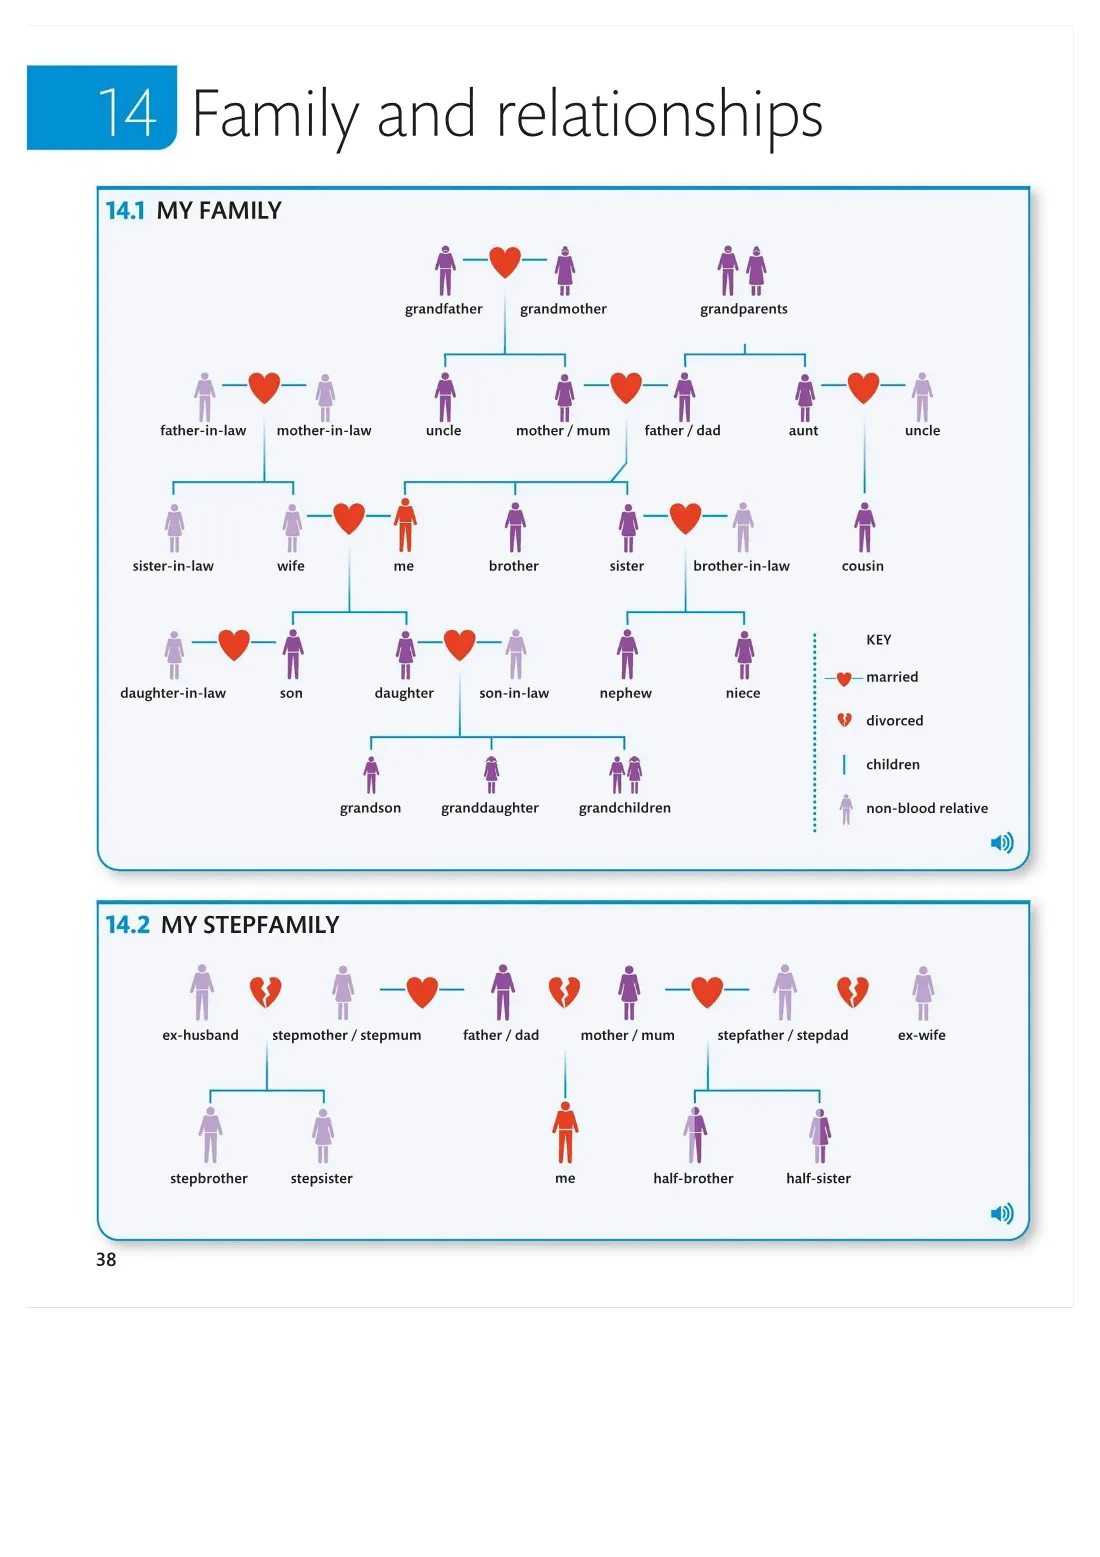 14 Family and relationships
14.1 MY FAMILY
grandfather grandmother grandparents
father-in-law mother-in-law uncle mother / mum father / dad aunt uncle
sister-in-law wife me brother sister brother-in-law cousin
KEY
married
daughter-in-law son daughter son-in-law nephew niece
divorced
children
grandson granddaughter grandchildren non-blood relative
14.2 MY STEPFAMILY
ex-husband stepmother / stepmum father / dad mother / mum stepfather / stepdad ex-wife
stepbrother stepsister me half-brother half-sister
38